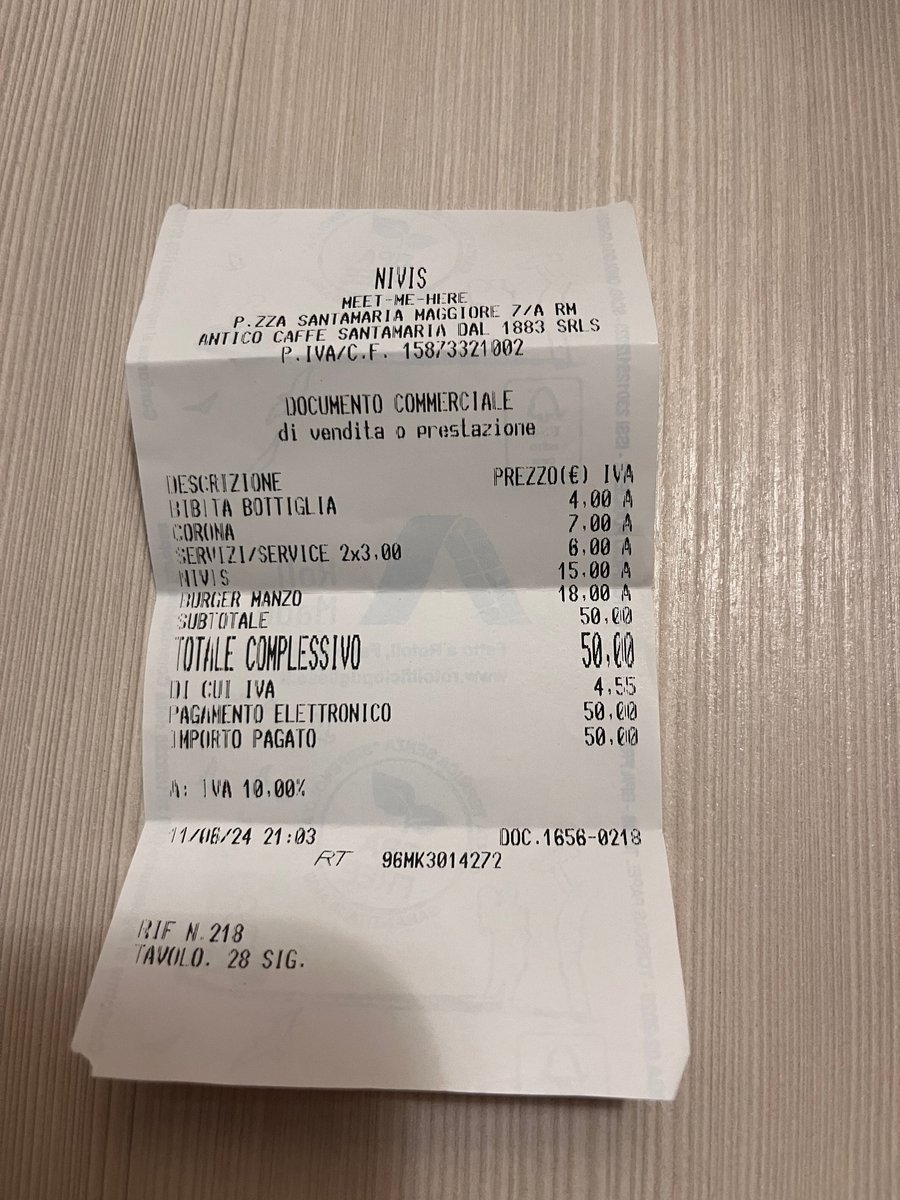 NIVIS
MEET-ME-HERE
P.ZZA SANTAMARIA MAGGIORE 7/A RM
ANTICO CAFFE SANTAMARIA DAL 1883 SRLS
P.IVA/C.F. 15873321002
DOCUMENTO COMMERCIALE
di vendita o prestazione
DESCRIZIONE PREZZO(€) IVA
BIBITA BOTTIGLIA 4,00 A
CORONA 7,00 A
SERVIZI/SERVICE 2x3,00 6,00 A
NIVIS 15,00 A
BURGER MANZO 18,00 A
SUBTOTALE 50,00
TOTALE COMPLESSIVO 50,00
DI CUI IVA 4,55
PAGAMENTO ELETTRONICO 50,00
IMPORTO PAGATO 50,00
A: IVA 10,00%
11/06/24 21:03 DOC.1656-0218
RT 96MK3014272
RIF N.218
TAVOLO. 28 SIG.